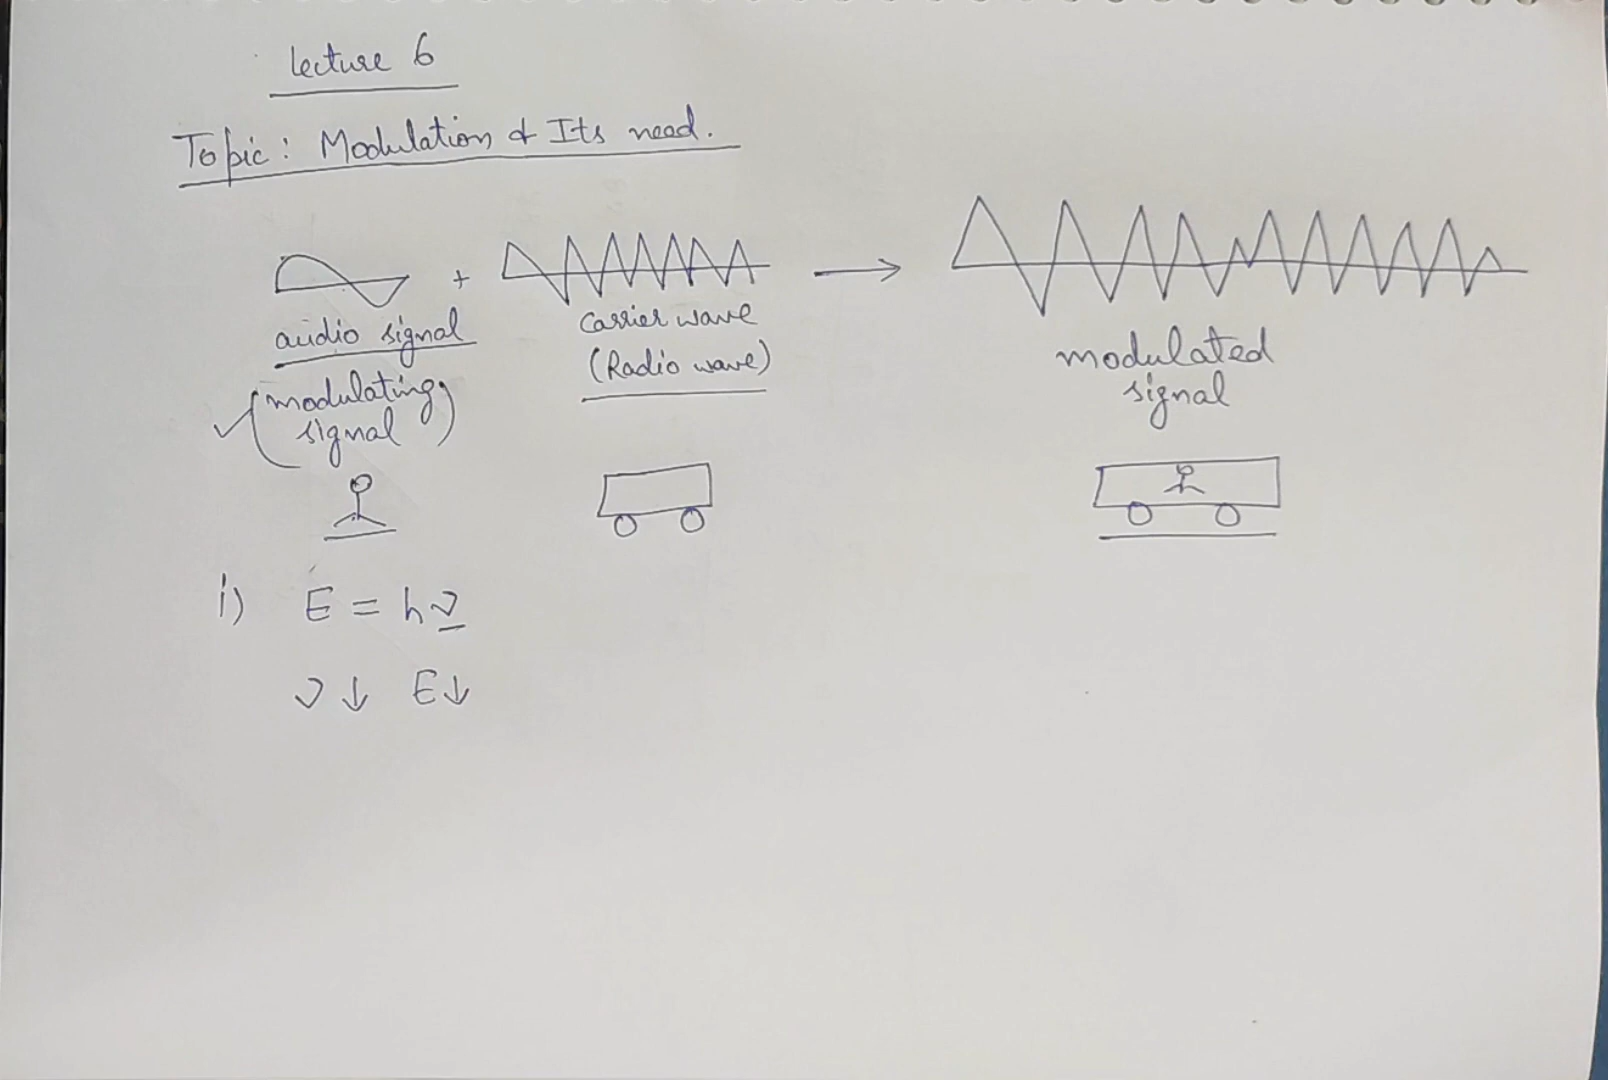 Lecture 6
Topic: Modulation & Its need.
+ →
audio signal
(modulating signal)
Carrier wave
(Radio wave)
modulated
signal
i) E = hν
ν ↓ E↓